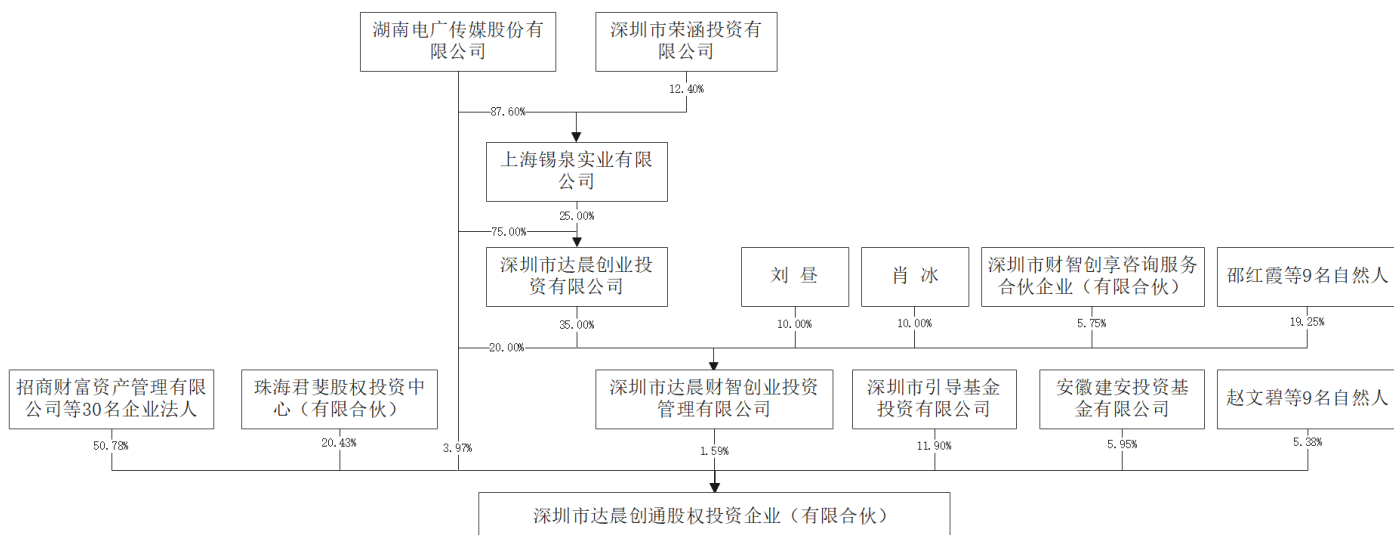 湖南电广传媒股份有
限公司
深圳市荣涵投资有
限公司
12.40%
87.60%
上海锡泉实业有限
公司
25.00%
75.00%
深圳市达晨创业投
资有限公司
刘 昼
肖 冰
深圳市财智创享咨询服务
合伙企业（有限合伙）
邵红霞等9名自然人
35.00%
10.00%
10.00%
5.75%
19.25%
20.00%
招商财富资产管理有限
公司等30名企业法人
珠海君斐股权投资中
心（有限合伙）
深圳市达晨财智创业投资
管理有限公司
深圳市引导基金
投资有限公司
安徽建安投资基
金有限公司
赵文碧等9名自然人
50.78%
20.43%
3.97%
1.59%
11.90%
5.95%
5.38%
深圳市达晨创通股权投资企业（有限合伙）